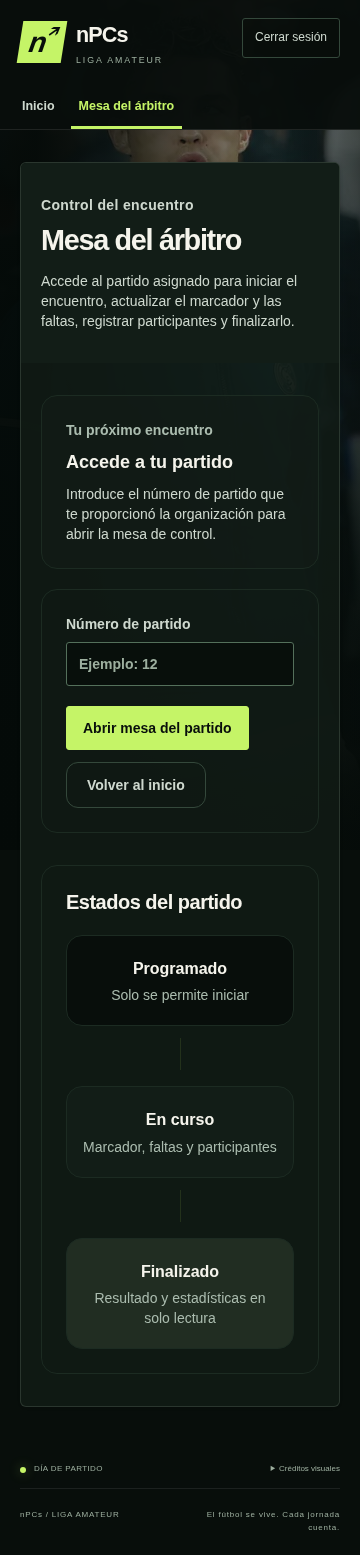 n
nPCs
LIGA AMATEUR
Cerrar sesión
Inicio
Mesa del árbitro
Control del encuentro
Mesa del árbitro
Accede al partido asignado para iniciar el
encuentro, actualizar el marcador y las
faltas, registrar participantes y finalizarlo.
Tu próximo encuentro
Accede a tu partido
Introduce el número de partido que
te proporcionó la organización para
abrir la mesa de control.
Número de partido
Ejemplo: 12
Abrir mesa del partido
Volver al inicio
Estados del partido
Programado
Solo se permite iniciar
En curso
Marcador, faltas y participantes
Finalizado
Resultado y estadísticas en
solo lectura
DÍA DE PARTIDO
Créditos visuales
nPCs / LIGA AMATEUR
El fútbol se vive. Cada jornada
cuenta.